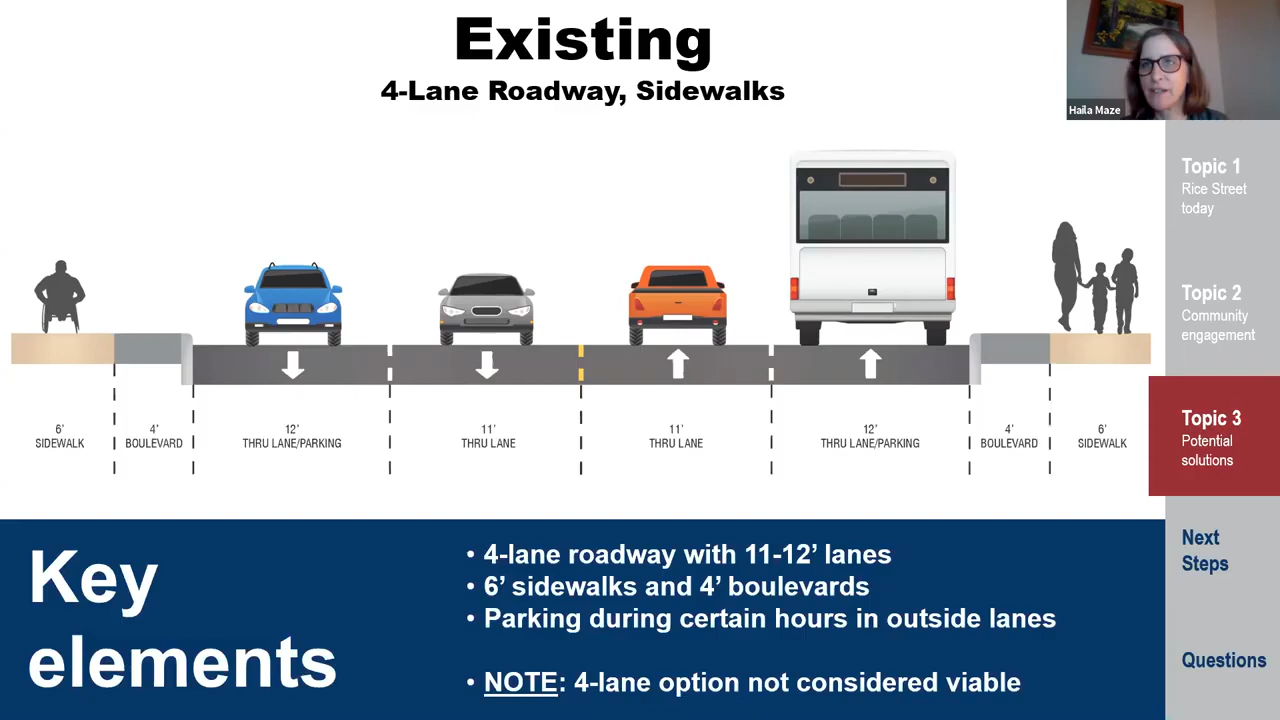 Existing
4-Lane Roadway, Sidewalks
Haila Maze
Topic 1
Rice Street
today
Topic 2
Community
engagement
Topic 3
Potential
solutions
Next
Steps
Questions
6’
SIDEWALK
4’
BOULEVARD
12’
THRU LANE/PARKING
11’
THRU LANE
11’
THRU LANE
12’
THRU LANE/PARKING
4’
BOULEVARD
6’
SIDEWALK
Key
elements
• 4-lane roadway with 11-12’ lanes
• 6’ sidewalks and 4’ boulevards
• Parking during certain hours in outside lanes
• NOTE: 4-lane option not considered viable